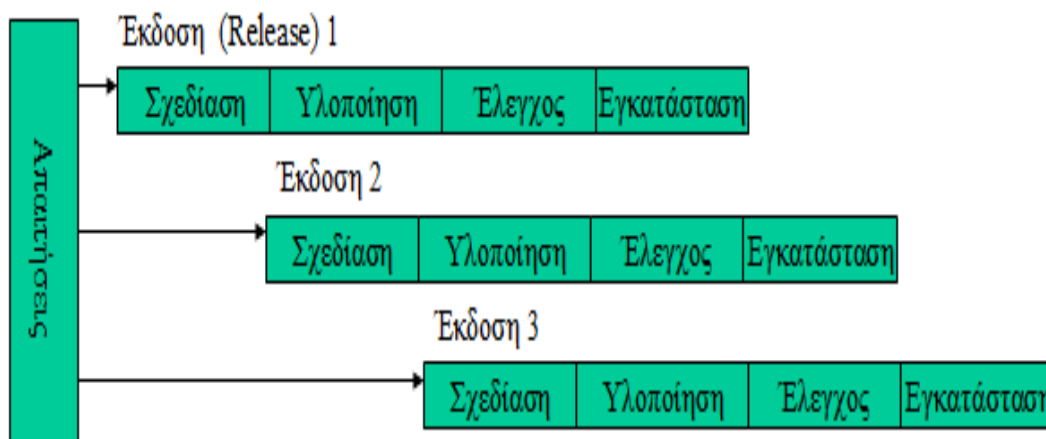 Απαιτήσεις
Έκδοση (Release) 1
Σχεδίαση Υλοποίηση Έλεγχος Εγκατάσταση
Έκδοση 2
Σχεδίαση Υλοποίηση Έλεγχος Εγκατάσταση
Έκδοση 3
Σχεδίαση Υλοποίηση Έλεγχος Εγκατάσταση